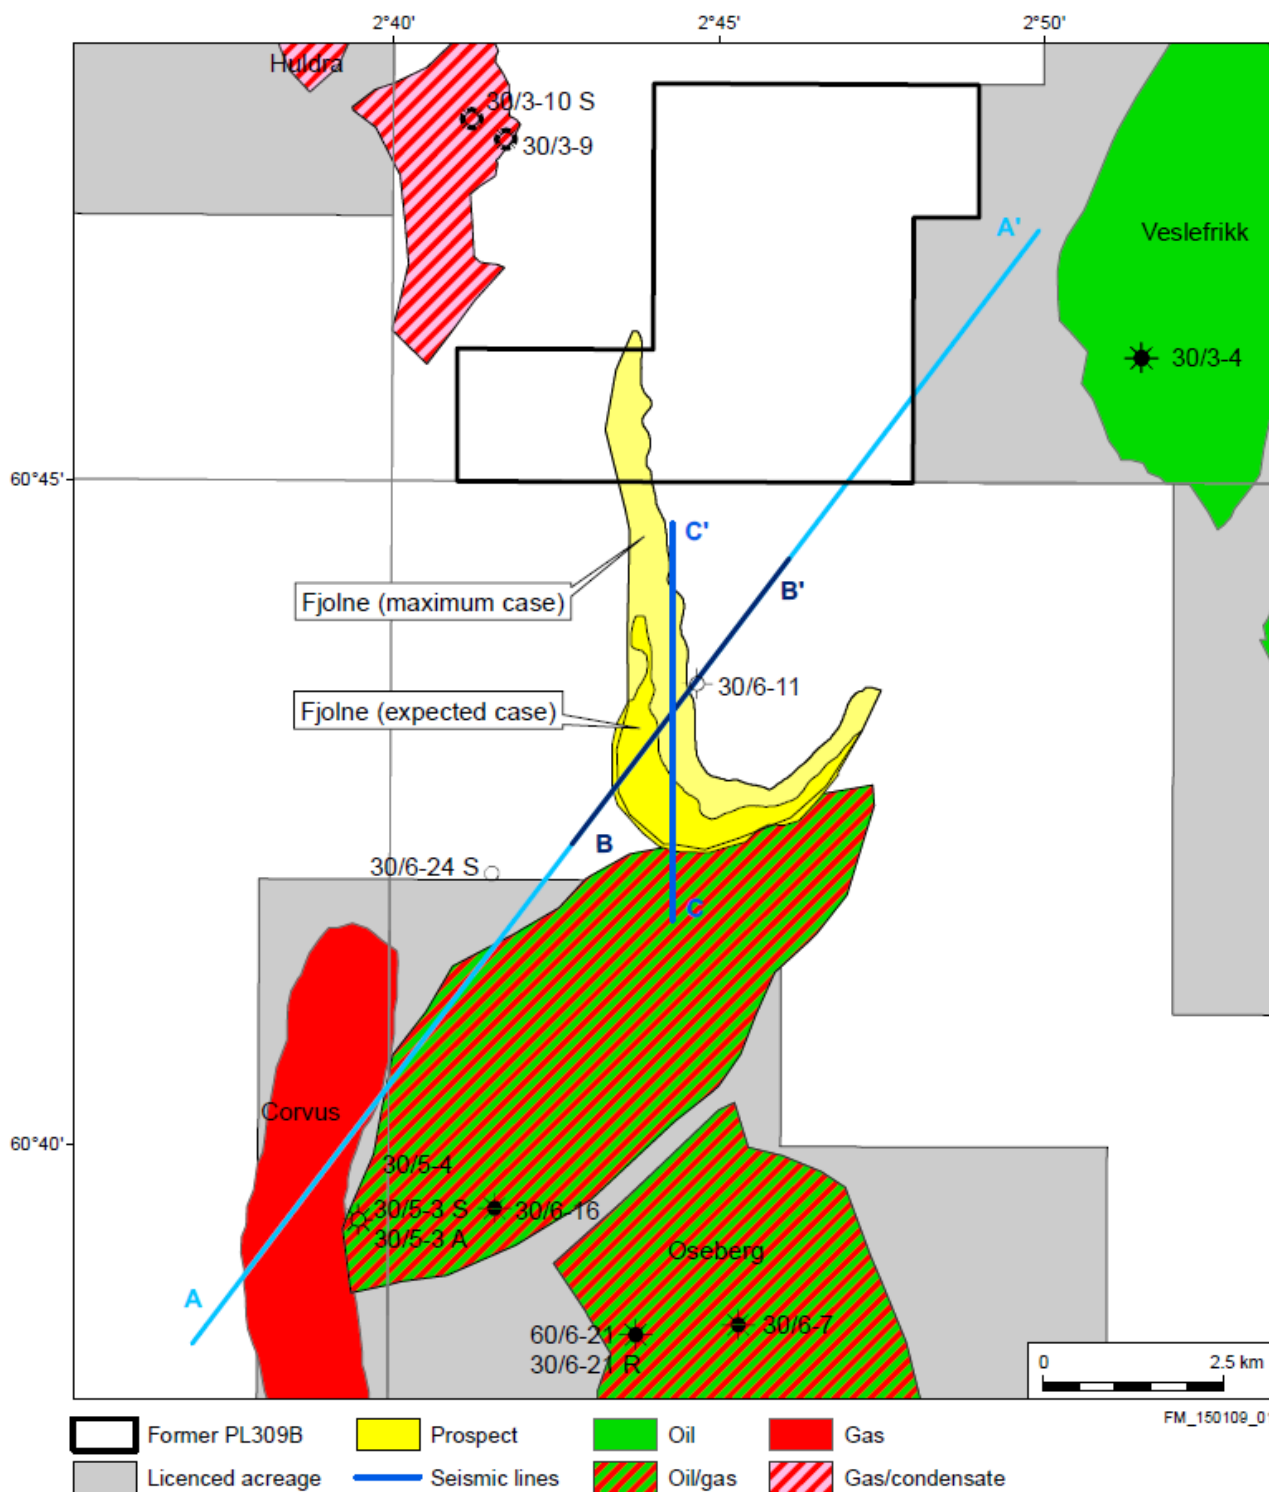 2°40' 2°45' 2°50'
Huldra
30/3-10 S
30/3-9
A'
Veslefrikk
30/3-4
60°45'
C'
B'
Fjolne (maximum case)
30/6-11
Fjolne (expected case)
B
30/6-24 S
C
Corvus
60°40'
30/5-4
30/5-3 S
30/6-16
30/5-3 A
Oseberg
A
30/6-7
60/6-21
30/6-21 R
0 2.5 km
FM_150109_01
Former PL309B Prospect Oil Gas
Licenced acreage Seismic lines Oil/gas Gas/condensate